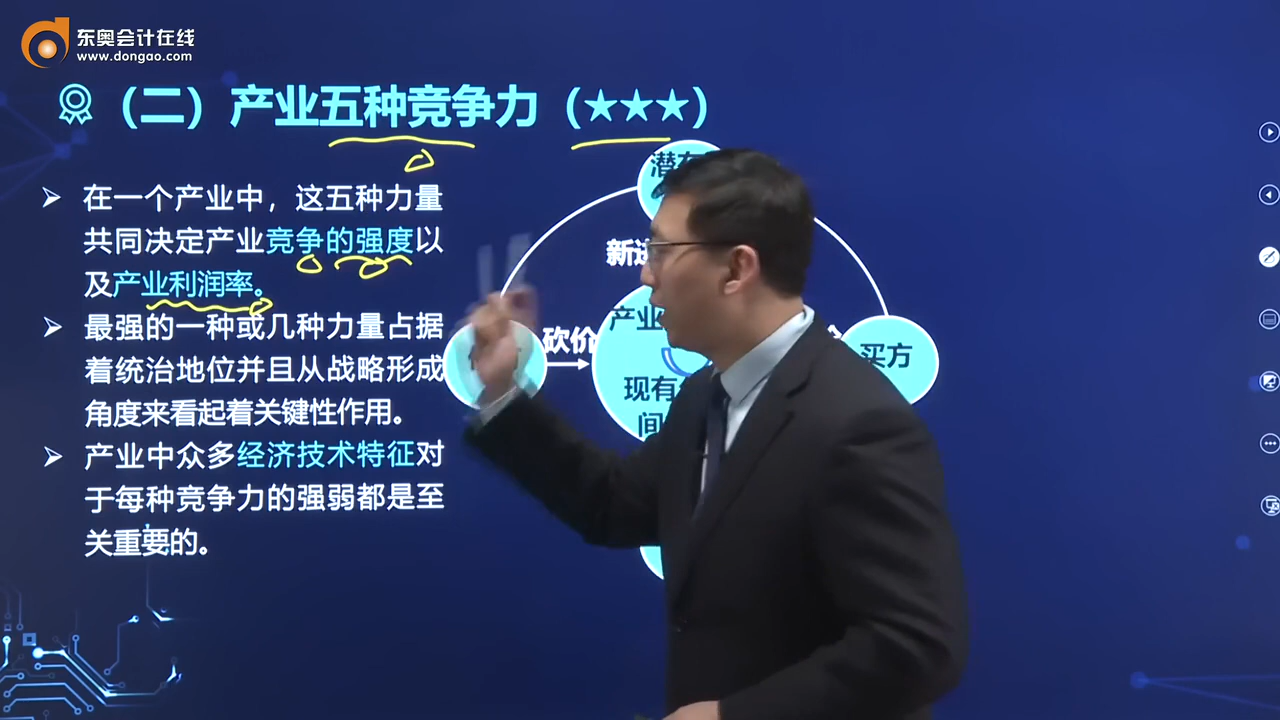 东奥会计在线
www.dongao.com
（二）产业五种竞争力（★★★）
在一个产业中，这五种力量
共同决定产业竞争的强度以
及产业利润率。
最强的一种或几种力量占据
着统治地位并且从战略形成
角度来看起着关键性作用。
产业中众多经济技术特征对
于每种竞争力的强弱都是至
关重要的。
潜在
新进
产业
砍价
现有
间
买方